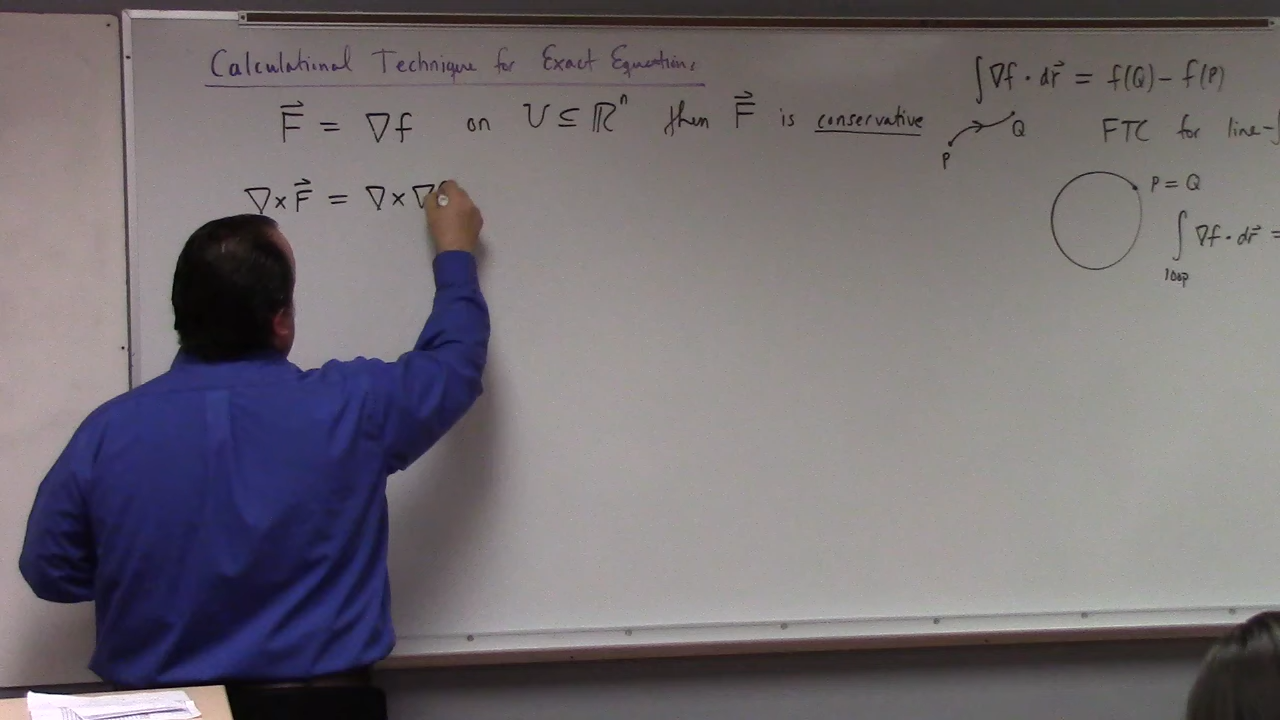 Calculational Technique for Exact Equations
F⃗ = ∇f on U ⊆ ℝⁿ then F⃗ is conservative
∇×F⃗ = ∇×∇
∫∇f · dr⃗ = f(Q) − f(P)
P Q FTC for line-
P = Q
∫ ∇f · dr⃗ =
loop